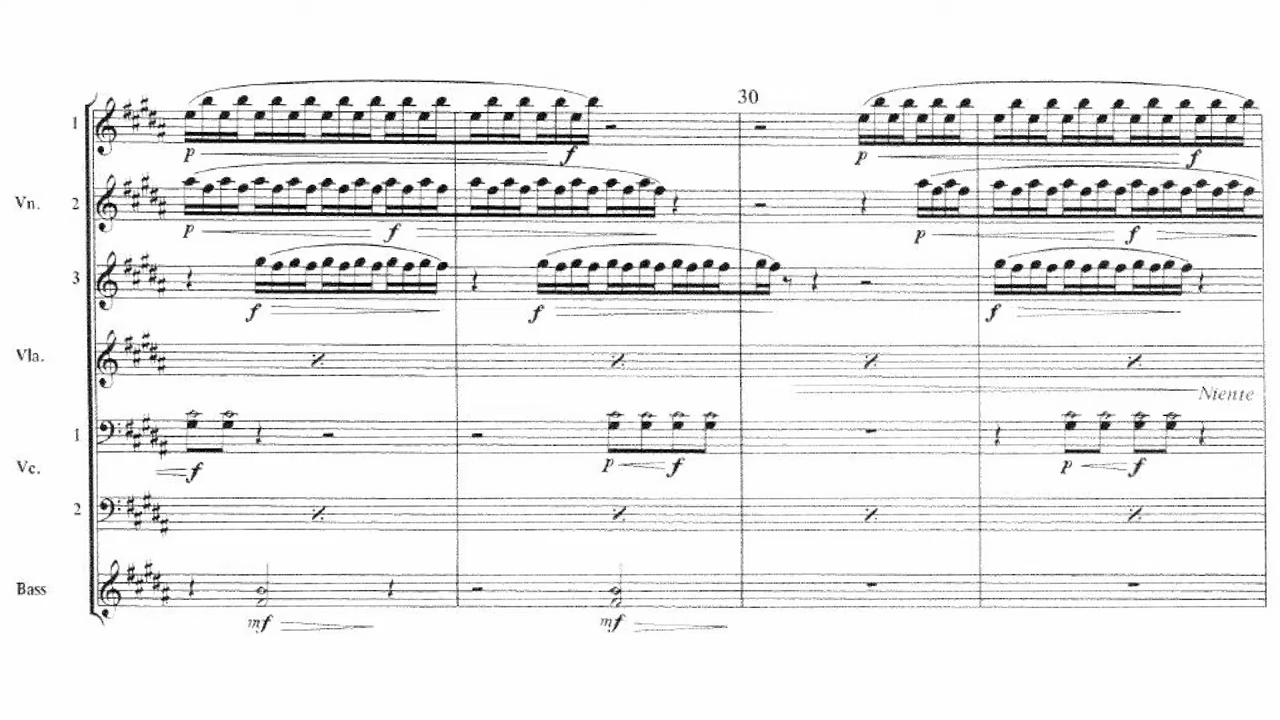 30
1
p f p f
Vn. 2
p f p f
3
f f f
Vla.
Niente
1
f p f p f
Vc.
2
Bass
mf mf